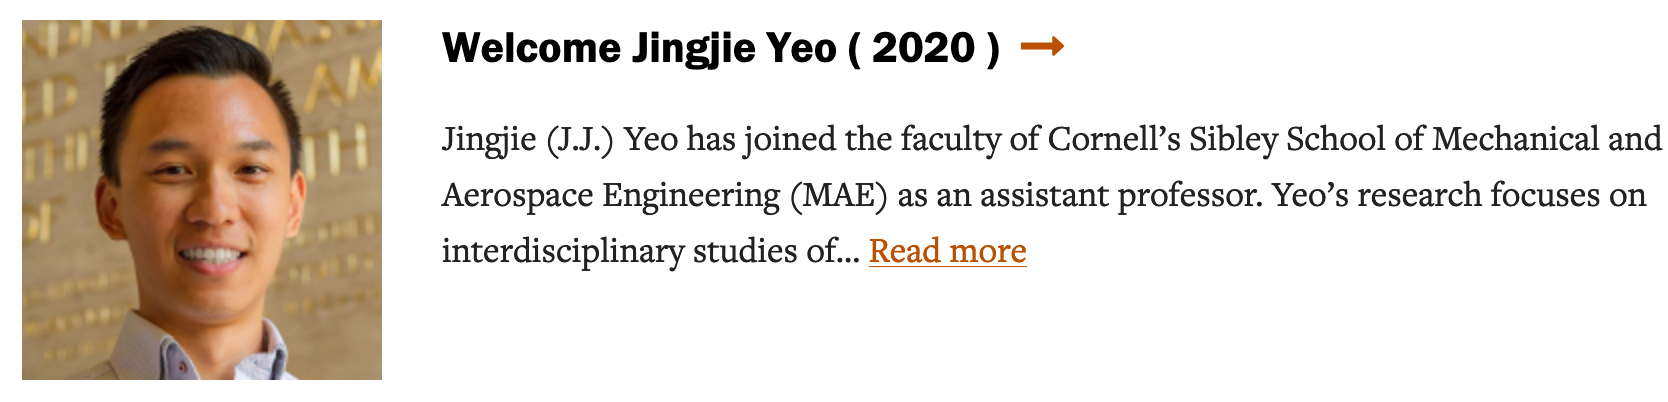 Welcome Jingjie Yeo ( 2020 ) →
Jingjie (J.J.) Yeo has joined the faculty of Cornell’s Sibley School of Mechanical and
Aerospace Engineering (MAE) as an assistant professor. Yeo’s research focuses on
interdisciplinary studies of... Read more